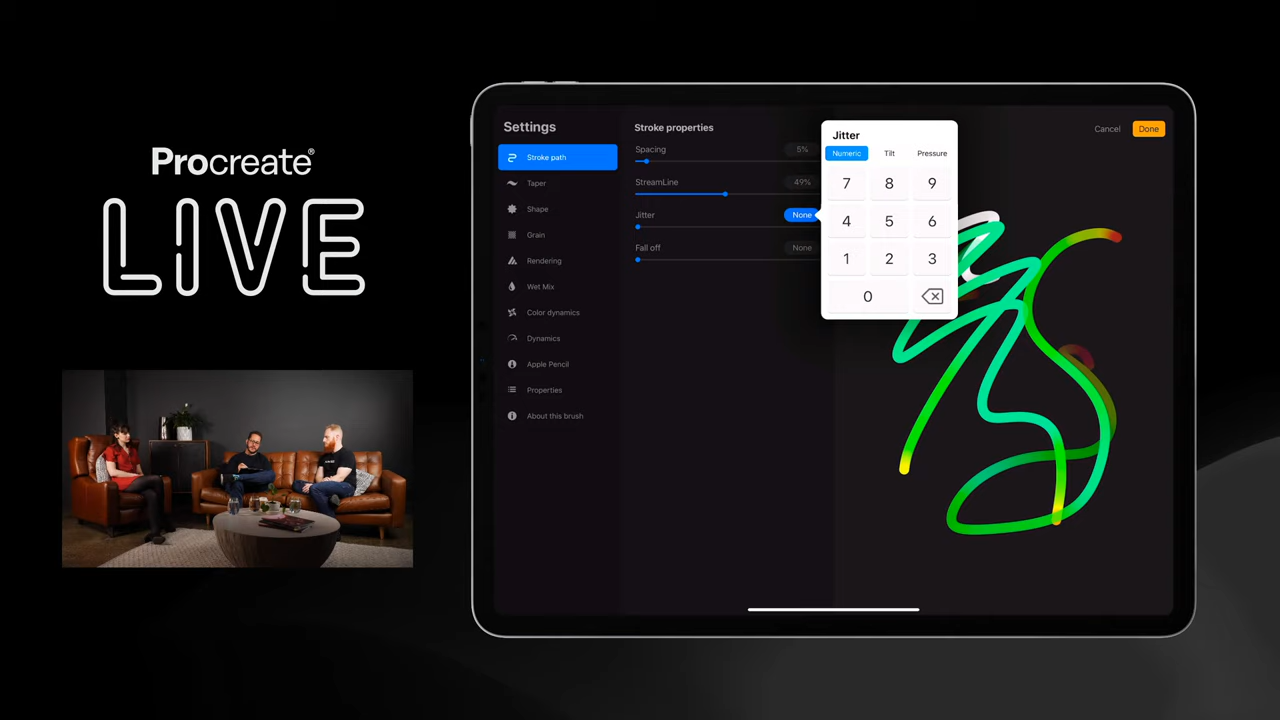 Procreate®
LIVE
Settings
Stroke path
Taper
Shape
Grain
Rendering
Wet Mix
Color dynamics
Dynamics
Apple Pencil
Properties
About this brush
Stroke properties
Spacing 5%
StreamLine 49%
Jitter None
Fall off None
Jitter
Numeric Tilt Pressure
7 8 9
4 5 6
1 2 3
0
Cancel Done